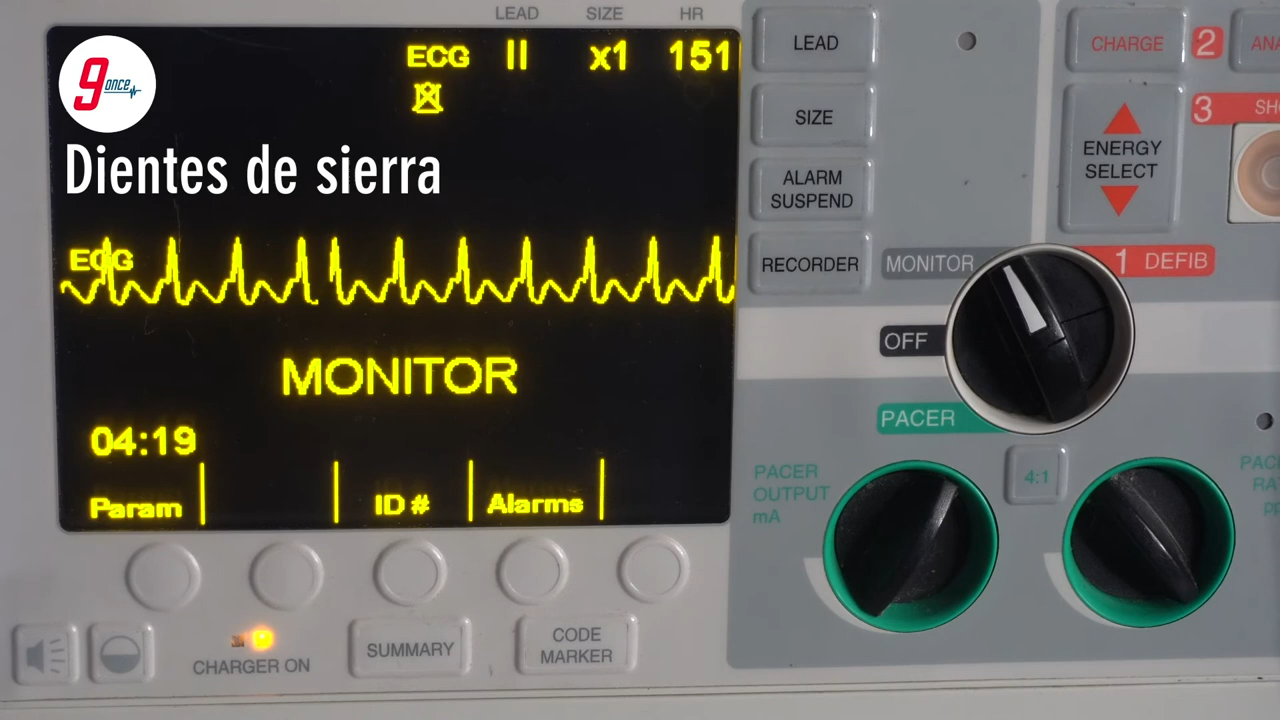 LEAD SIZE HR
ECG II x1 151
9once
Dientes de sierra
ECG
MONITOR
04:19
Param ID # Alarms
CHARGER ON
SUMMARY
CODE
MARKER
LEAD
SIZE
ALARM
SUSPEND
RECORDER
CHARGE 2
ENERGY
SELECT
3
MONITOR
1 DEFIB
OFF
PACER
PACER
OUTPUT
mA
4:1